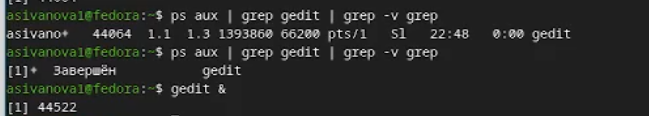 asivanova1@fedora:~$ ps aux | grep gedit | grep -v grep
asivano+   44064  1.1  1.3 1393860 66200 pts/1   Sl   22:48   0:00 gedit
asivanova1@fedora:~$ ps aux | grep gedit | grep -v grep
[1]+  Завершён          gedit
asivanova1@fedora:~$ gedit &
[1] 44522